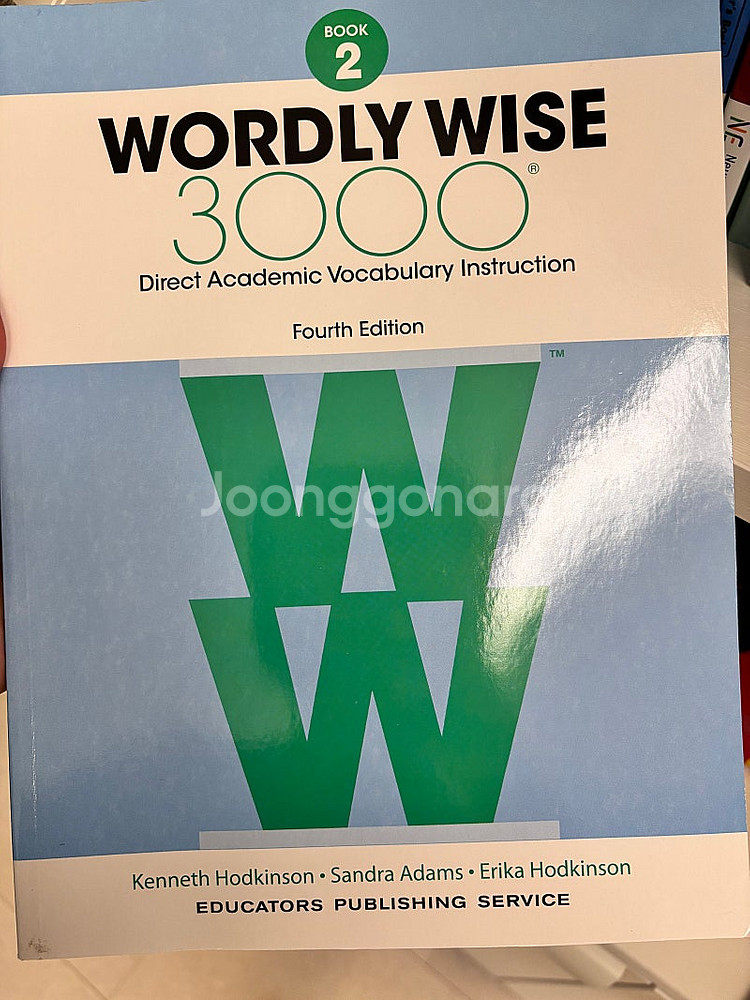 BOOK
2
WORDLY WISE
3000®
Direct Academic Vocabulary Instruction
Fourth Edition
TM
W
Joonggonara
W
Kenneth Hodkinson • Sandra Adams • Erika Hodkinson
EDUCATORS PUBLISHING SERVICE